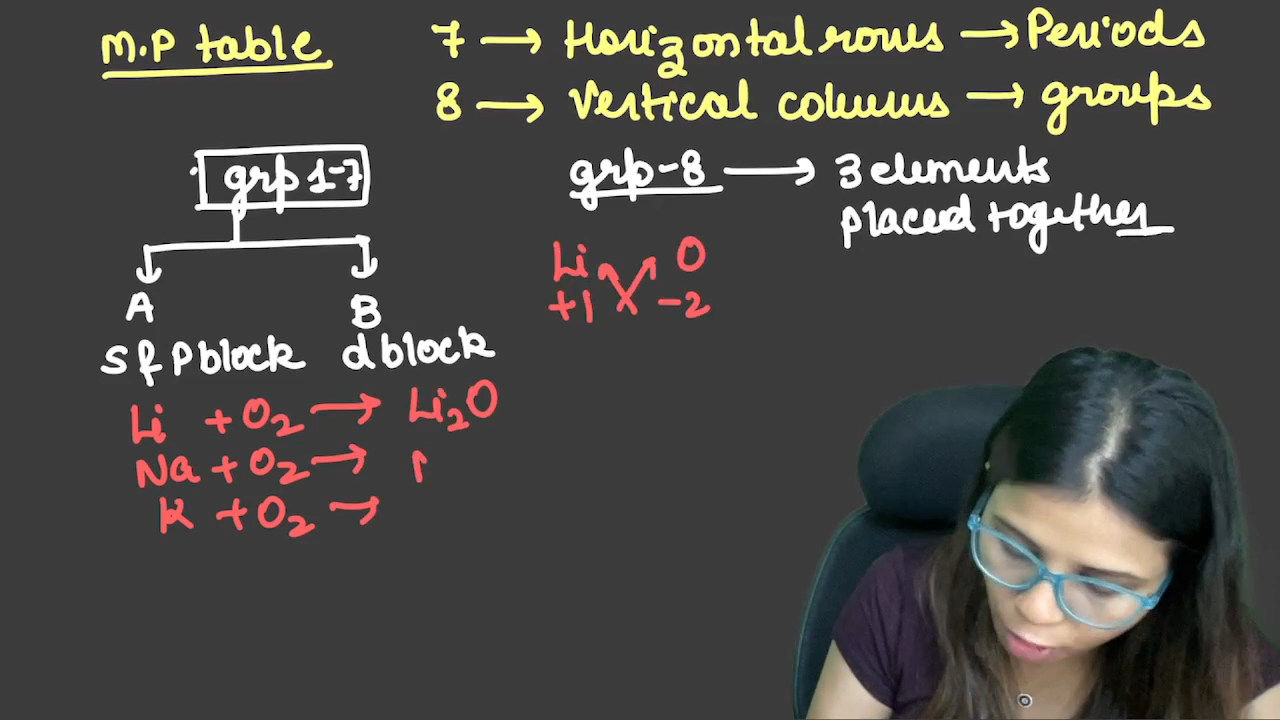 M.P table
7 → Horizontal rows → Periods
8 → Vertical columns → groups
grp 1-7
grp-8 → 3 elements
placed together
A B
s & p block d block
Li O
+1 -2
Li + O2 → Li2O
Na + O2 →
K + O2 →